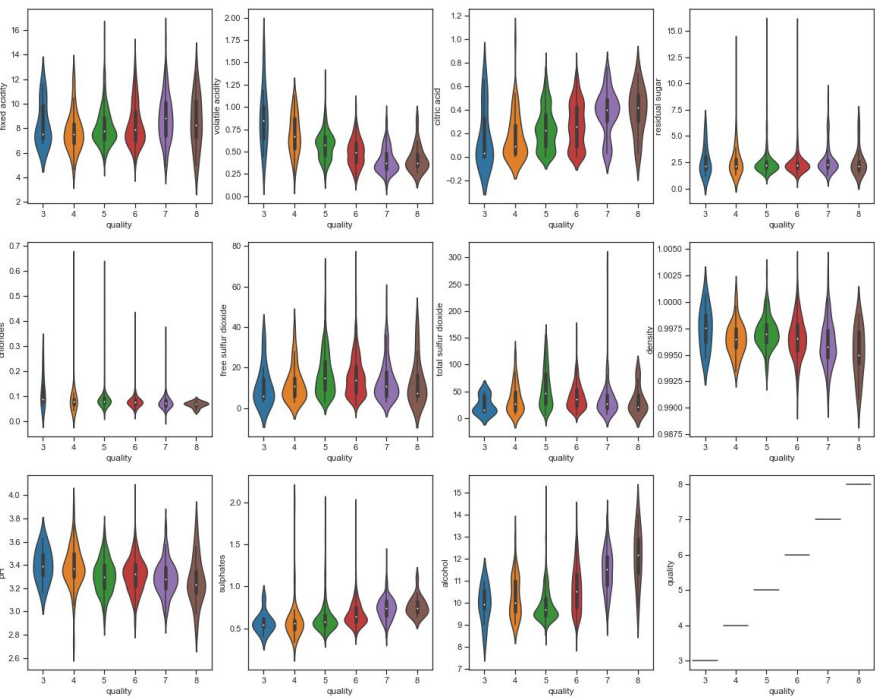 16
14
12
10
8
6
4
2
fixed acidity
3 4 5 6 7 8
quality
2.00
1.75
1.50
1.25
1.00
0.75
0.50
0.25
0.00
volatile acidity
3 4 5 6 7 8
quality
1.2
1.0
0.8
0.6
0.4
0.2
0.0
−0.2
citric acid
3 4 5 6 7 8
quality
15.0
12.5
10.0
7.5
5.0
2.5
0.0
residual sugar
3 4 5 6 7 8
quality
0.7
0.6
0.5
0.4
0.3
0.2
0.1
0.0
chlorides
3 4 5 6 7 8
quality
80
60
40
20
0
free sulfur dioxide
3 4 5 6 7 8
quality
300
250
200
150
100
50
0
total sulfur dioxide
3 4 5 6 7 8
quality
1.0050
1.0025
1.0000
0.9975
0.9950
0.9925
0.9900
0.9875
density
3 4 5 6 7 8
quality
4.0
3.8
3.6
3.4
3.2
3.0
2.8
2.6
pH
3 4 5 6 7 8
quality
2.0
1.5
1.0
0.5
sulphates
3 4 5 6 7 8
quality
15
14
13
12
11
10
9
8
7
alcohol
3 4 5 6 7 8
quality
8
7
6
5
4
3
quality
3 4 5 6 7 8
quality